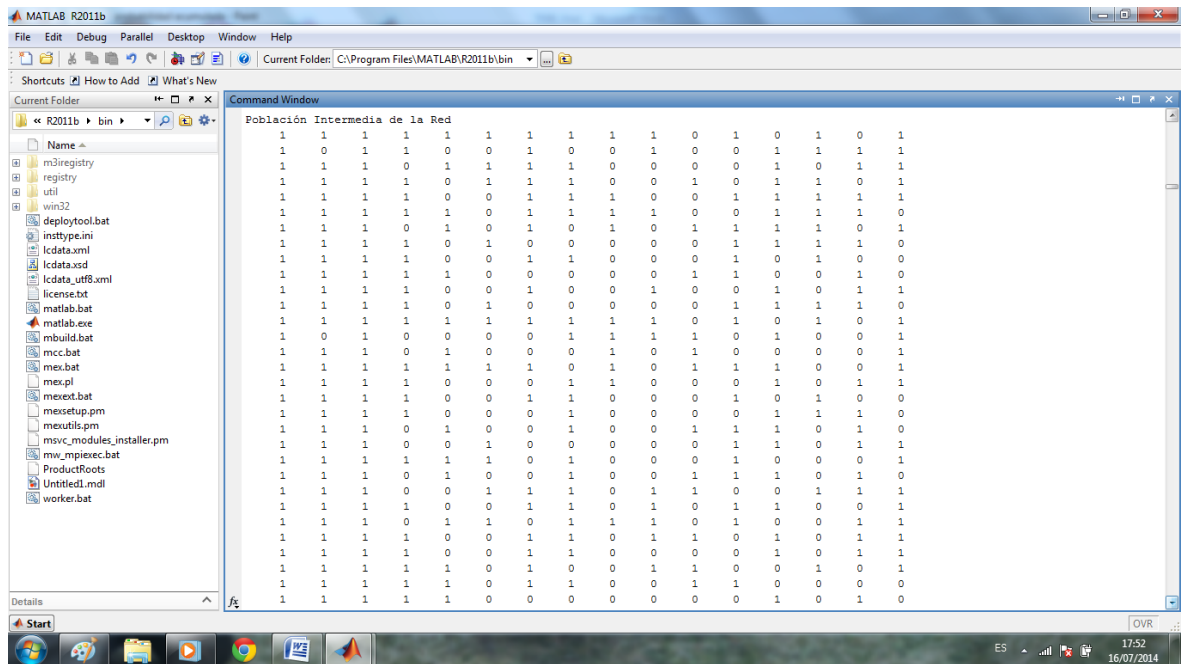 MATLAB R2011b
File Edit Debug Parallel Desktop Window Help
Current Folder: C:\Program Files\MATLAB\R2011b\bin
Shortcuts How to Add What's New
Current Folder
Command Window
« R2011b bin
Name
m3iregistry
registry
util
win32
deploytool.bat
insttype.ini
lcdata.xml
lcdata.xsd
lcdata_utf8.xml
license.txt
matlab.bat
matlab.exe
mbuild.bat
mcc.bat
mex.bat
mex.pl
mexext.bat
mexsetup.pm
mexutils.pm
msvc_modules_installer.pm
mw_mpiexec.bat
ProductRoots
Untitled1.mdl
worker.bat
Details
Población Intermedia de la Red
1 1 1 1 1 1 1 1 1 1 0 1 0 1 0 1
1 0 1 1 0 0 1 0 0 1 0 0 1 1 1 1
1 1 1 0 1 1 1 1 0 0 0 0 1 0 1 1
1 1 1 1 0 1 1 1 0 0 1 0 1 1 0 1
1 1 1 1 0 0 1 1 1 0 0 1 1 1 1 1
1 1 1 1 1 0 1 1 1 1 0 0 1 1 1 0
1 1 1 0 1 0 1 0 1 0 1 1 1 1 0 1
1 1 1 1 0 1 0 0 0 0 0 1 1 1 1 0
1 1 1 1 0 0 1 1 0 0 0 1 0 1 0 0
1 1 1 1 1 0 0 0 0 0 1 1 0 0 1 0
1 1 1 1 0 0 1 0 0 1 0 0 1 0 1 1
1 1 1 1 0 1 0 0 0 0 0 1 1 1 1 0
1 1 1 1 1 1 1 1 1 1 0 1 0 1 0 1
1 0 1 0 0 0 0 1 1 1 1 0 1 0 0 1
1 1 1 0 1 0 0 0 1 0 1 0 0 0 0 1
1 1 1 1 1 1 1 0 1 0 1 1 1 0 0 1
1 1 1 1 0 0 0 1 1 0 0 0 1 0 1 1
1 1 1 1 0 0 1 1 0 0 0 1 0 1 0 0
1 1 1 1 0 0 0 1 0 0 0 0 1 1 1 0
1 1 1 0 1 0 0 1 0 0 1 1 1 0 1 0
1 1 1 0 0 1 0 0 0 0 0 1 1 0 1 1
1 1 1 1 1 1 0 1 0 0 0 1 0 0 0 1
1 1 1 0 1 0 0 1 0 0 1 1 1 0 1 0
1 1 1 0 0 1 1 1 0 1 1 0 0 1 1 1
1 1 1 1 0 0 1 1 0 1 0 1 1 0 0 1
1 1 1 0 1 1 0 1 1 1 0 1 0 0 1 1
1 1 1 1 0 0 1 1 0 1 1 0 1 0 1 1
1 1 1 1 0 0 1 1 0 0 0 0 1 0 1 1
1 1 1 1 1 0 1 0 0 1 1 0 0 1 0 1
1 1 1 1 1 0 1 1 0 0 1 1 0 0 0 0
1 1 1 1 1 0 0 0 0 0 0 0 1 0 1 0
fx
Start
OVR
ES
17:52
16/07/2014